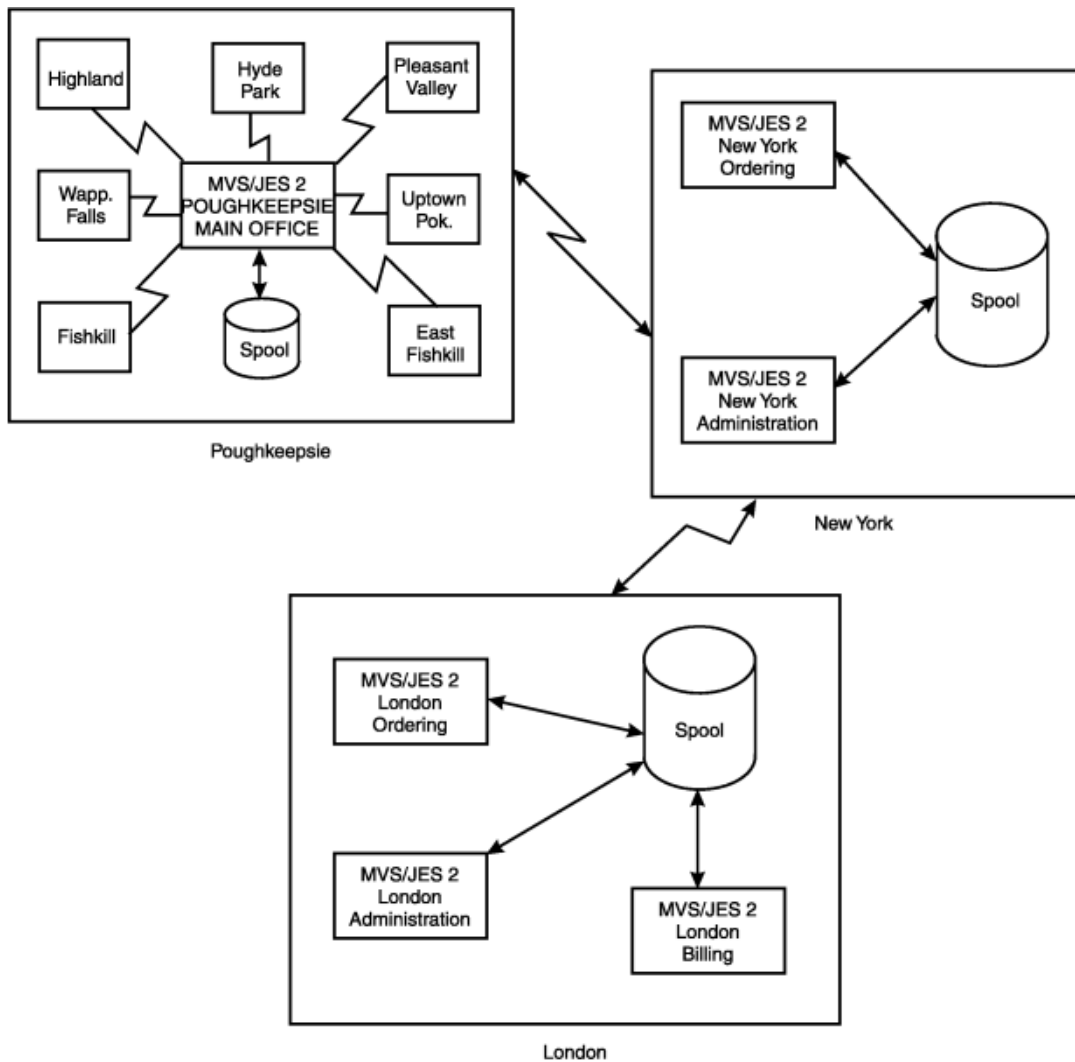 Highland
Hyde
Park
Pleasant
Valley
Wapp.
Falls
MVS/JES 2
POUGHKEEPSIE
MAIN OFFICE
Uptown
Pok.
Fishkill
Spool
East
Fishkill
Poughkeepsie
MVS/JES 2
New York
Ordering
Spool
MVS/JES 2
New York
Administration
New York
MVS/JES 2
London
Ordering
Spool
MVS/JES 2
London
Administration
MVS/JES 2
London
Billing
London